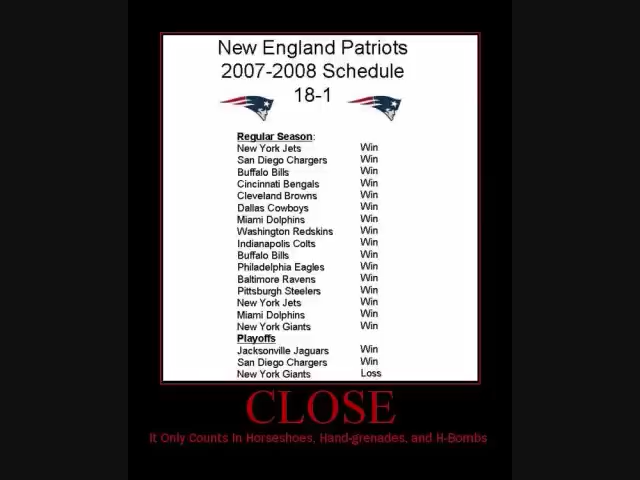 New England Patriots
2007-2008 Schedule
18-1
Regular Season:
New York Jets Win
San Diego Chargers Win
Buffalo Bills Win
Cincinnati Bengals Win
Cleveland Browns Win
Dallas Cowboys Win
Miami Dolphins Win
Washington Redskins Win
Indianapolis Colts Win
Buffalo Bills Win
Philadelphia Eagles Win
Baltimore Ravens Win
Pittsburgh Steelers Win
New York Jets Win
Miami Dolphins Win
New York Giants Win
Playoffs
Jacksonville Jaguars Win
San Diego Chargers Win
New York Giants Loss
CLOSE
It Only Counts In Horseshoes, Hand-grenades, and H-Bombs